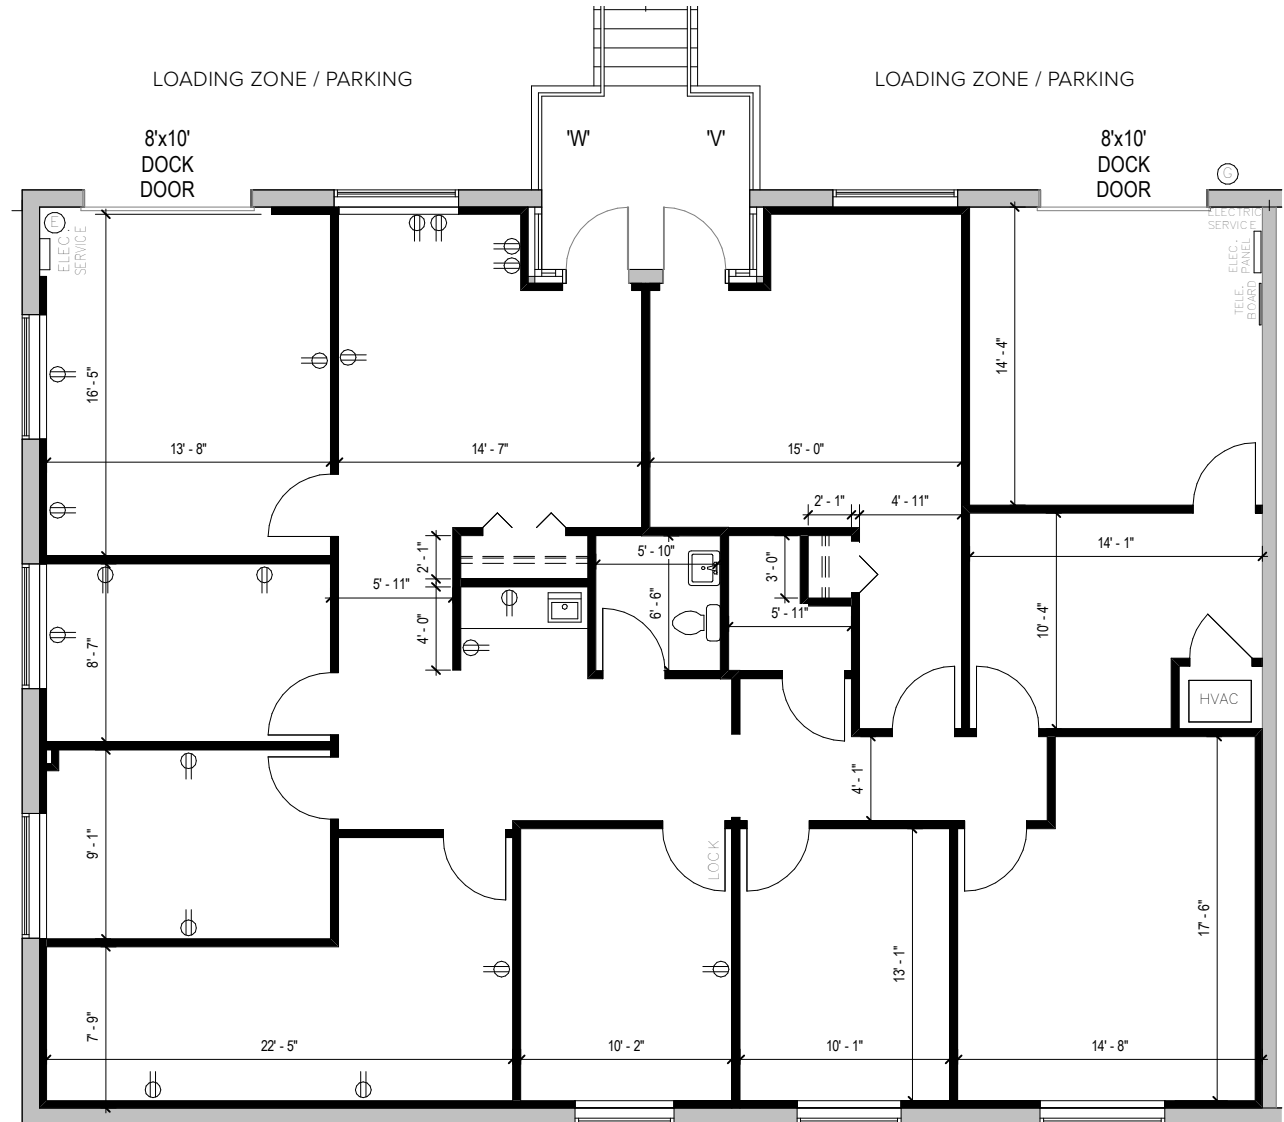 LOADING ZONE / PARKING
LOADING ZONE / PARKING
8'x10'
DOCK
DOOR
'W'
'V'
8'x10'
DOCK
DOOR
G
E
ELEC.
SERVICE
ELECTRIC
SERVICE
ELEC.
PANEL
TELE.
BOARD
16' - 5"
14' - 4"
13' - 8"
14' - 7"
15' - 0"
2' - 1"
4' - 11"
2' - 1"
5' - 10"
3' - 0"
14' - 1"
5' - 11"
4' - 0"
6' - 6"
5' - 11"
10' - 4"
8' - 7"
HVAC
4' - 1"
9' - 1"
LOCK
17' - 6"
13' - 1"
7' - 9"
22' - 5"
10' - 2"
10' - 1"
14' - 8"